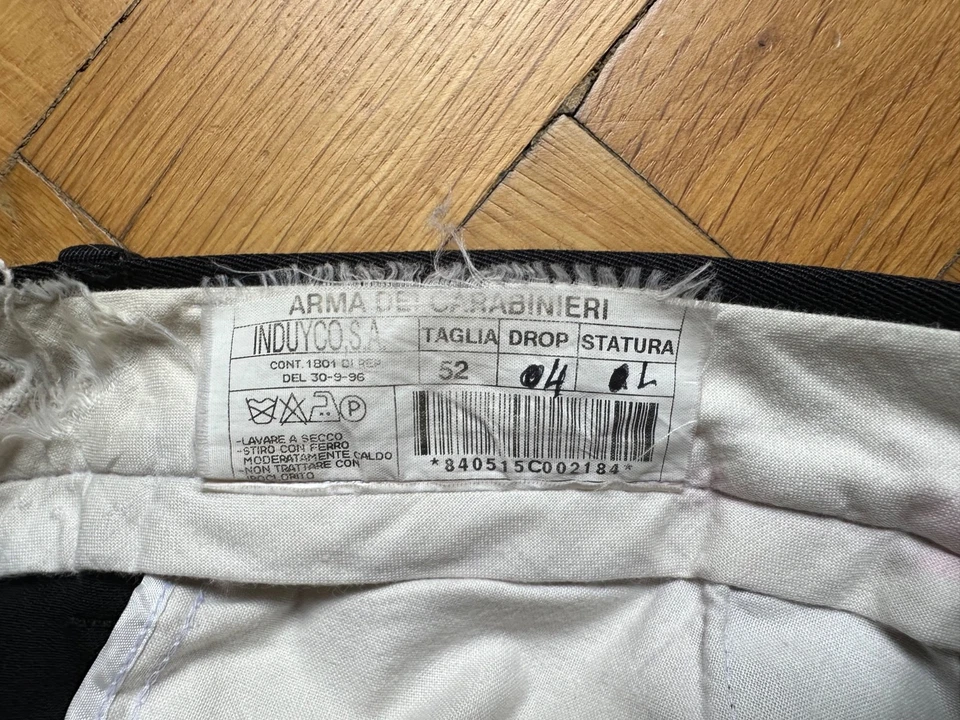 ARMA DEI CARABINIERI
INDUYCO.S.A.
CONT.1801 DI REP
DEL 30-9-96
TAGLIA DROP STATURA
52 04 L
P
-LAVARE A SECCO
-STIRO CON FERRO
MODERATAMENTE CALDO
-NON TRATTARE CON
IPOCLORITO
*840515C002184*